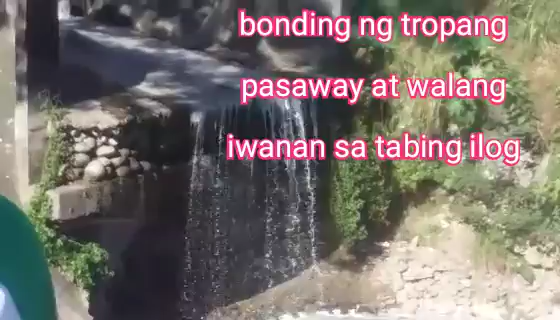 bonding ng tropang
pasaway at walang
iwanan sa tabing ilog